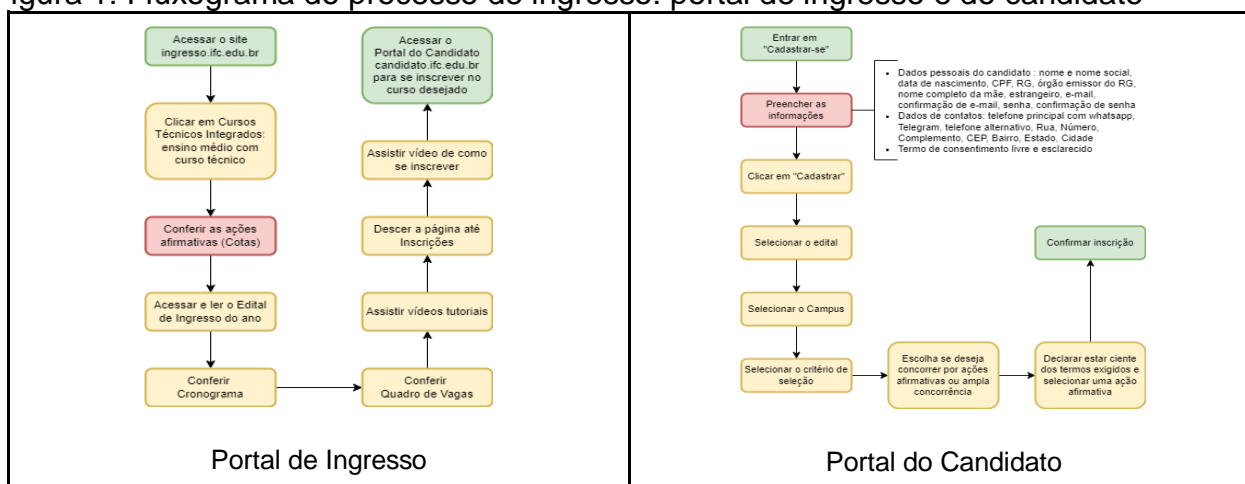 igura 1: Fluxograma do processo de ingresso: portal de ingresso e do candidato
Acessar o site
ingresso.ifc.edu.br
Clicar em Cursos
Técnicos Integrados:
ensino médio com
curso técnico
Conferir as ações
afirmativas (Cotas)
Acessar e ler o Edital
de Ingresso do ano
Conferir
Cronograma
Conferir
Quadro de Vagas
Assistir vídeos tutoriais
Descer a página até
Inscrições
Assistir vídeo de como
se inscrever
Acessar o
Portal do Candidato
candidato.ifc.edu.br
para se inscrever no
curso desejado
Portal de Ingresso
Entrar em
"Cadastrar-se"
Preencher as
informações
• Dados pessoais do candidato : nome e nome social,
data de nascimento, CPF, RG, órgão emissor do RG,
nome completo da mãe, estrangeiro, e-mail,
confirmação de e-mail, senha, confirmação de senha
• Dados de contatos: telefone principal com whatsapp,
Telegram, telefone alternativo, Rua, Número,
Complemento, CEP, Bairro, Estado, Cidade
• Termo de consentimento livre e esclarecido
Clicar em "Cadastrar"
Selecionar o edital
Selecionar o Campus
Selecionar o critério de
seleção
Escolha se deseja
concorrer por ações
afirmativas ou ampla
concorrência
Declarar estar ciente
dos termos exigidos e
selecionar uma ação
afirmativa
Confirmar inscrição
Portal do Candidato